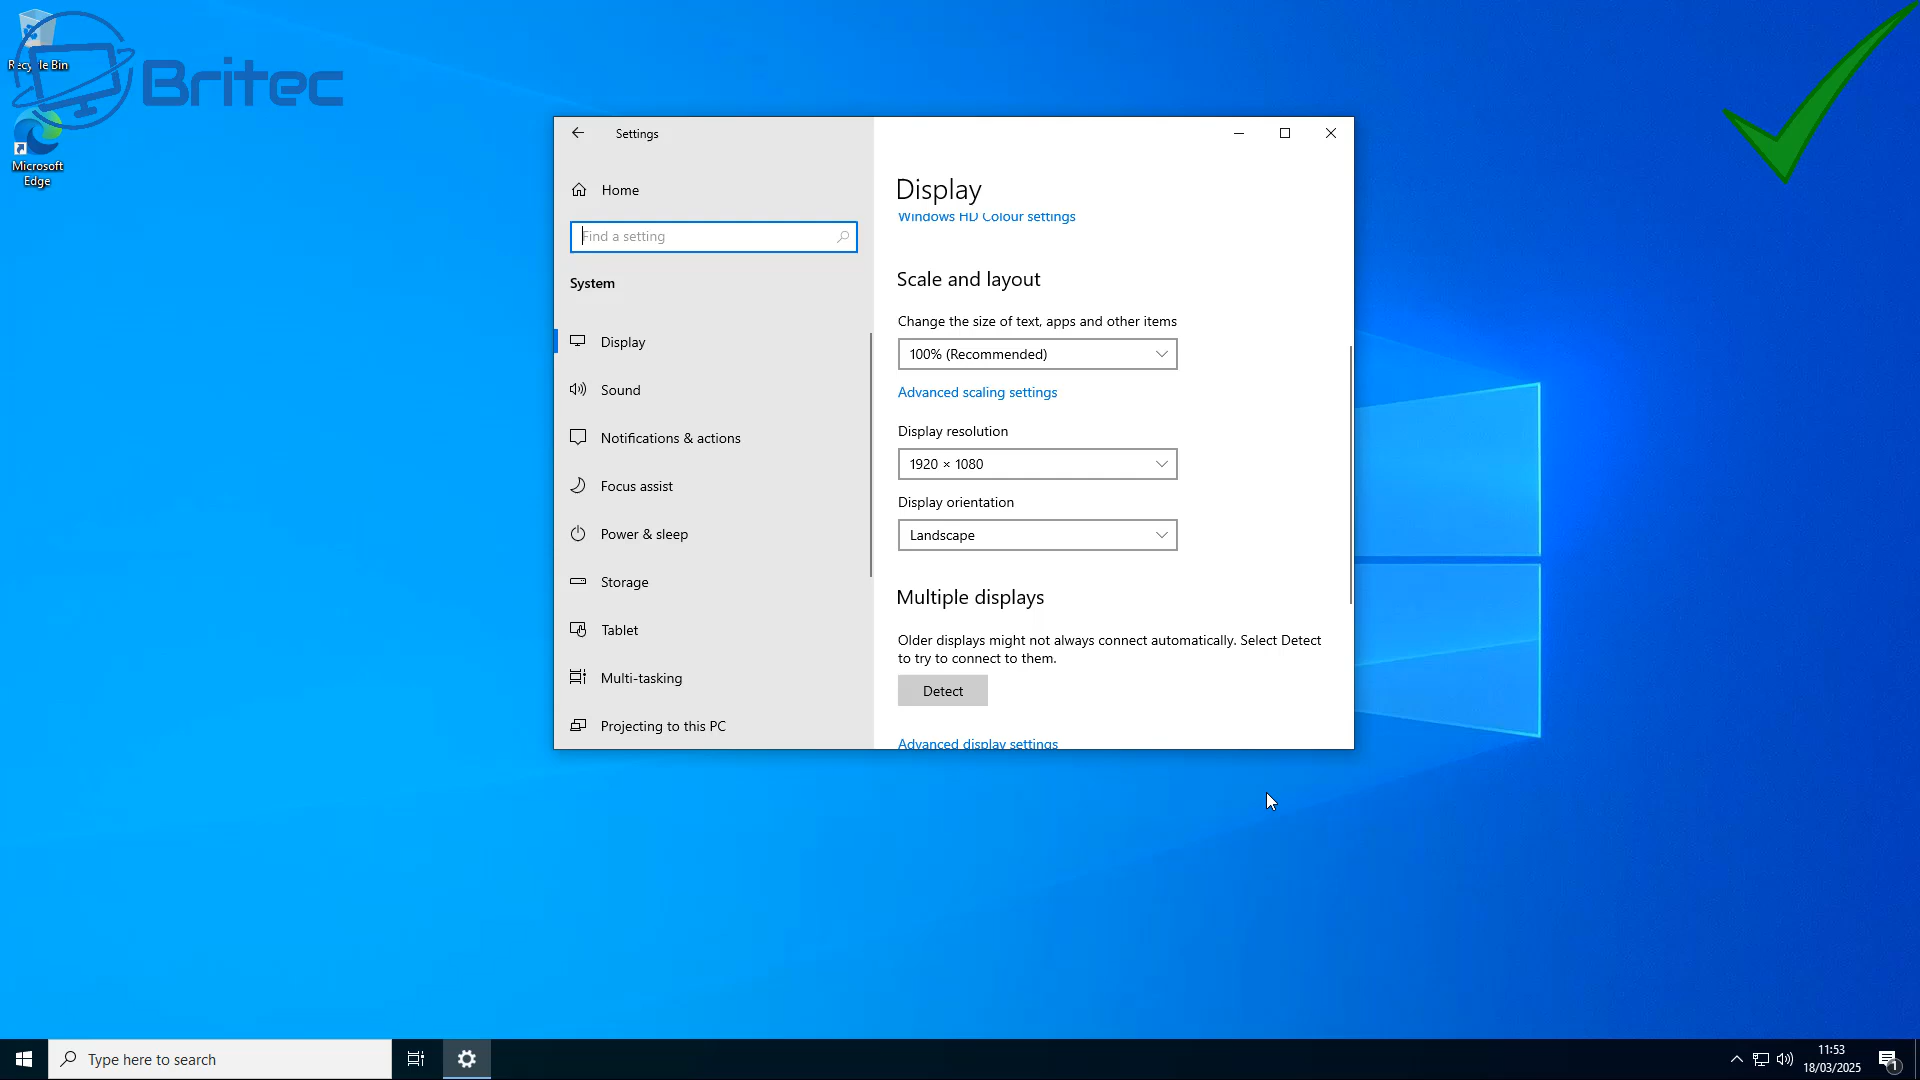 Recycle Bin
Britec
Microsoft
Edge
Settings
Home
Find a setting
System
Display
Sound
Notifications & actions
Focus assist
Power & sleep
Storage
Tablet
Multi-tasking
Projecting to this PC
Display
Windows HD Colour settings
Scale and layout
Change the size of text, apps and other items
100% (Recommended)
Advanced scaling settings
Display resolution
1920 × 1080
Display orientation
Landscape
Multiple displays
Older displays might not always connect automatically. Select Detect
to try to connect to them.
Detect
Advanced display settings
Type here to search
11:53
18/03/2025
1